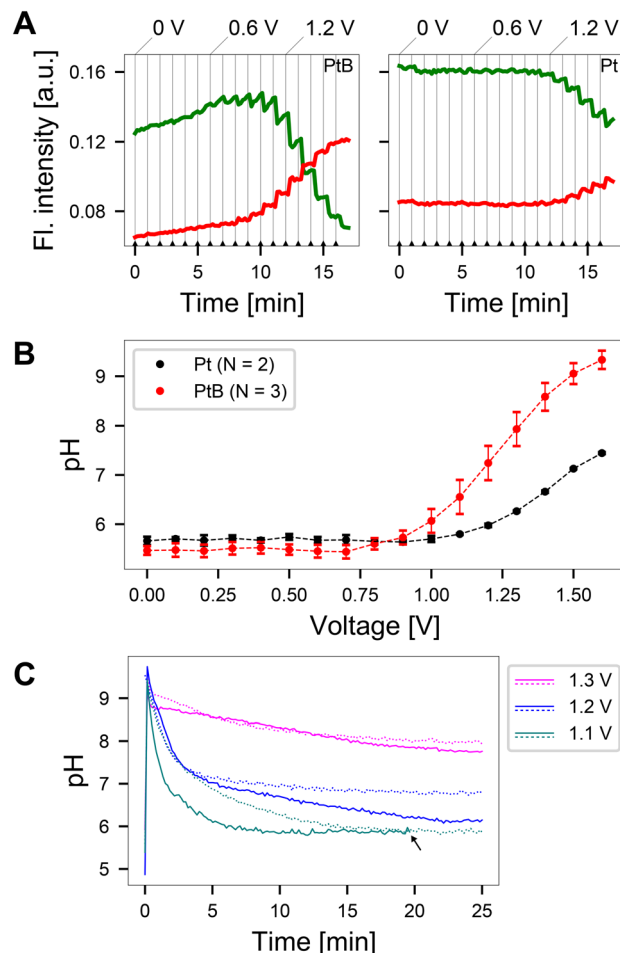 A
0 V 0.6 V 1.2 V 0 V 0.6 V 1.2 V
PtB Pt
Fl. intensity [a.u.]
0.16
0.12
0.08
0 5 10 15 0 5 10 15
Time [min] Time [min]
B
Pt (N = 2)
PtB (N = 3)
pH
9
8
7
6
0.00 0.25 0.50 0.75 1.00 1.25 1.50
Voltage [V]
C
1.3 V
1.2 V
1.1 V
pH
9
8
7
6
5
0 5 10 15 20 25
Time [min]